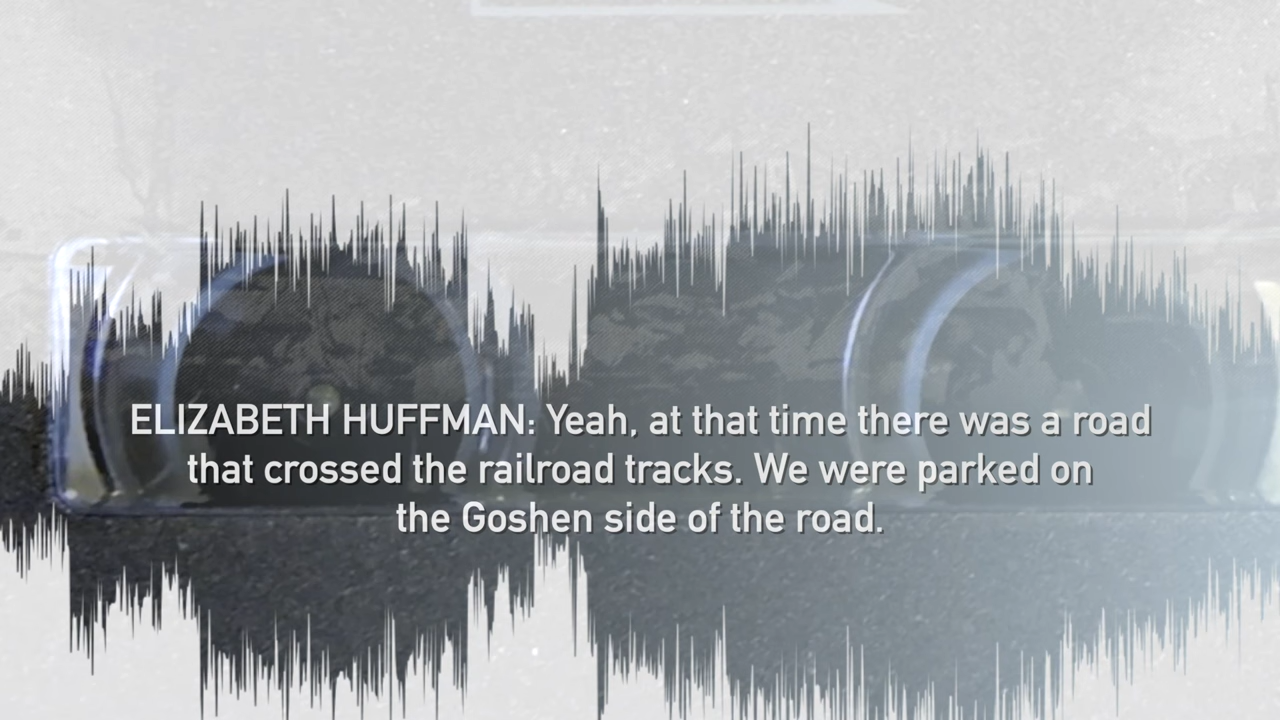 ELIZABETH HUFFMAN: Yeah, at that time there was a road
that crossed the railroad tracks. We were parked on
the Goshen side of the road.